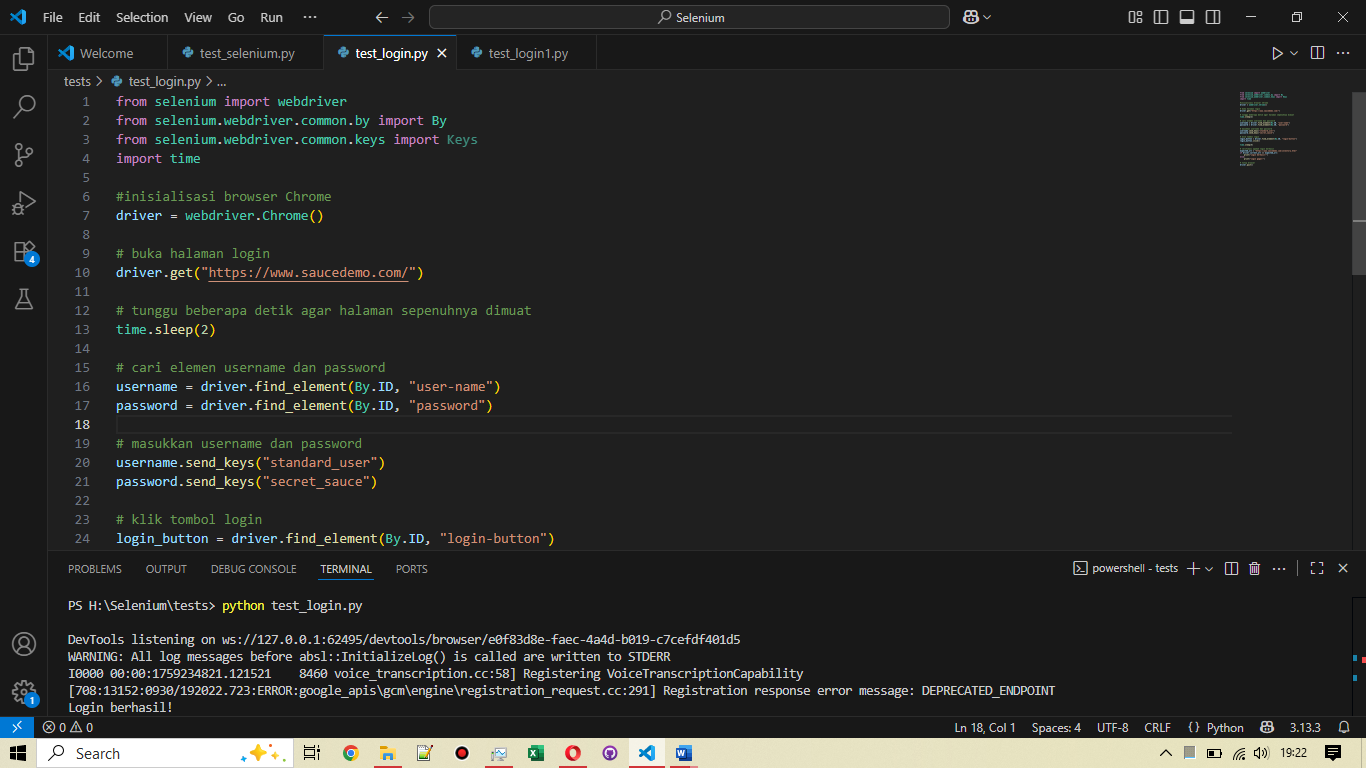 File Edit Selection View Go Run ··· Selenium
Welcome test_selenium.py test_login.py test_login1.py
tests > test_login.py > ...
1 from selenium import webdriver
2 from selenium.webdriver.common.by import By
3 from selenium.webdriver.common.keys import Keys
4 import time
5
6 #inisialisasi browser Chrome
7 driver = webdriver.Chrome()
8
9 # buka halaman login
10 driver.get("https://www.saucedemo.com/")
11
12 # tunggu beberapa detik agar halaman sepenuhnya dimuat
13 time.sleep(2)
14
15 # cari elemen username dan password
16 username = driver.find_element(By.ID, "user-name")
17 password = driver.find_element(By.ID, "password")
18
19 # masukkan username dan password
20 username.send_keys("standard_user")
21 password.send_keys("secret_sauce")
22
23 # klik tombol login
24 login_button = driver.find_element(By.ID, "login-button")
PROBLEMS OUTPUT DEBUG CONSOLE TERMINAL PORTS powershell - tests
PS H:\Selenium\tests> python test_login.py
DevTools listening on ws://127.0.0.1:62495/devtools/browser/e0f83d8e-faec-4a4d-b019-c7cefdf401d5
WARNING: All log messages before absl::InitializeLog() is called are written to STDERR
I0000 00:00:1759234821.121521    8460 voice_transcription.cc:58] Registering VoiceTranscriptionCapability
[708:13152:0930/192022.723:ERROR:google_apis\gcm\engine\registration_request.cc:291] Registration response error message: DEPRECATED_ENDPOINT
Login berhasil!
4
1
0 0 Ln 18, Col 1 Spaces: 4 UTF-8 CRLF { } Python 3.13.3
Search 19:22